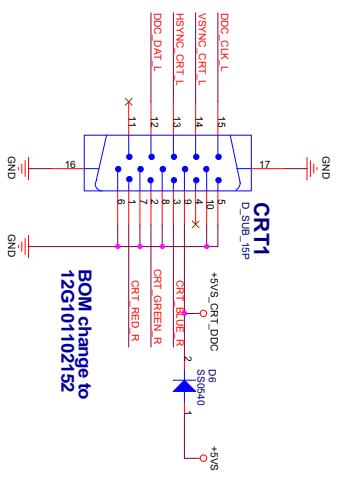 DDC_CLK_L
VSYNC_CRT_L
HSYNC_CRT_L
DDC_DAT_L
15
14
13
12
11
16
GND
17
GND
CRT1
D_SUB_15P
5
10
4
9
3
8
2
7
1
6
GND
CRT_BLUE_R
CRT_GREEN_R
CRT_RED_R
+5VS_CRT_DDC
2
D6
SS0540
1
+5VS
BOM change to
12G101102152